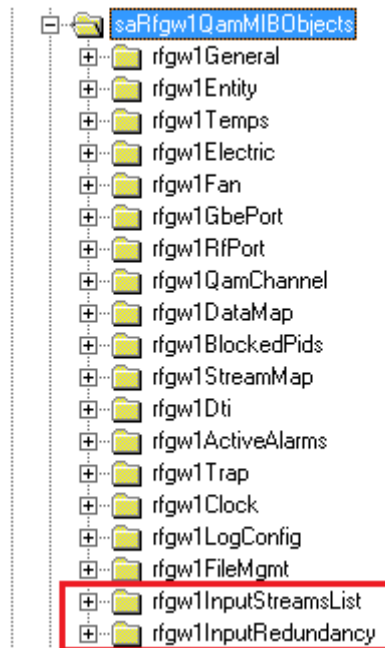 saRfgw1QamMIBObjects
rfgw1General
rfgw1Entity
rfgw1Temps
rfgw1Electric
rfgw1Fan
rfgw1GbePort
rfgw1RfPort
rfgw1QamChannel
rfgw1DataMap
rfgw1BlockedPids
rfgw1StreamMap
rfgw1Dti
rfgw1ActiveAlarms
rfgw1Trap
rfgw1Clock
rfgw1LogConfig
rfgw1FileMgmt
rfgw1InputStreamsList
rfgw1InputRedundancy